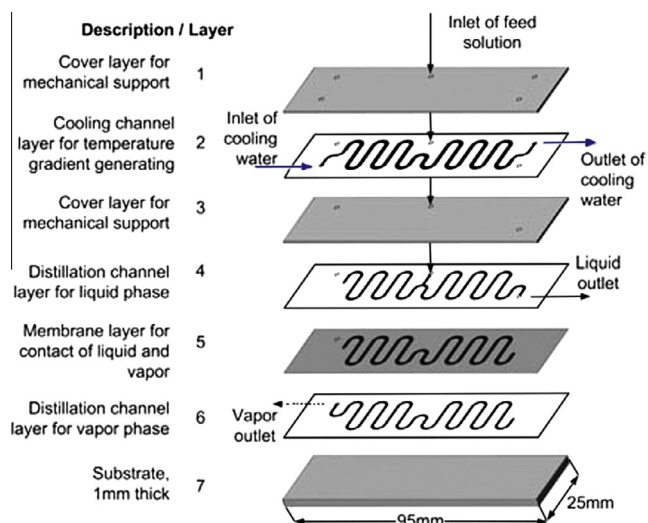 Description / Layer
Inlet of feed
solution
Cover layer for
mechanical support
1
Cooling channel
layer for temperature
gradient generating
2
Inlet of
cooling
water
Outlet of
cooling
water
Cover layer for
mechanical support
3
Distillation channel
layer for liquid phase
4
Liquid
outlet
Membrane layer for
contact of liquid and
vapor
5
Distillation channel
layer for vapor phase
6
Vapor
outlet
Substrate,
1mm thick
7
25mm
95mm